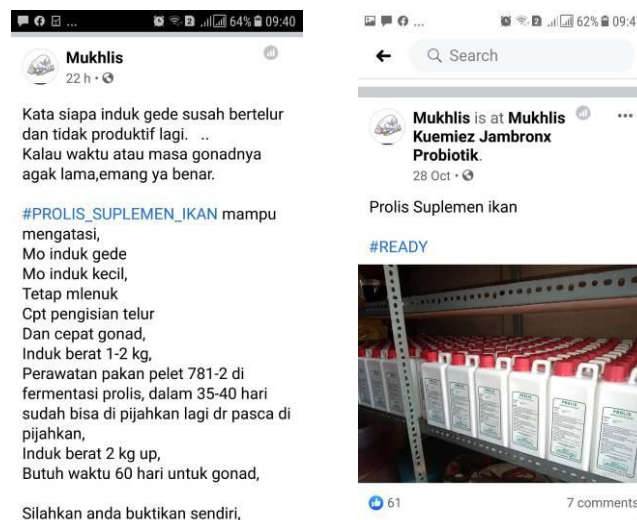 64% 09:40
Mukhlis
22 h
Kata siapa induk gede susah bertelur
dan tidak produktif lagi. ..
Kalau waktu atau masa gonadnya
agak lama,emang ya benar.
#PROLIS_SUPLEMEN_IKAN mampu
mengatasi,
Mo induk gede
Mo induk kecil,
Tetap mlenuk
Cpt pengisian telur
Dan cepat gonad,
Induk berat 1-2 kg,
Perawatan pakan pelet 781-2 di
fermentasi prolis, dalam 35-40 hari
sudah bisa di pijahkan lagi dr pasca di
pijahkan,
Induk berat 2 kg up,
Butuh waktu 60 hari untuk gonad,
Silahkan anda buktikan sendiri,
62% 09:4
Search
Mukhlis is at Mukhlis
Kuemiez Jambronx
Probiotik.
28 Oct
Prolis Suplemen ikan
#READY
PROLIS
PROLIS
PROLIS
PROLIS
61
7 comments